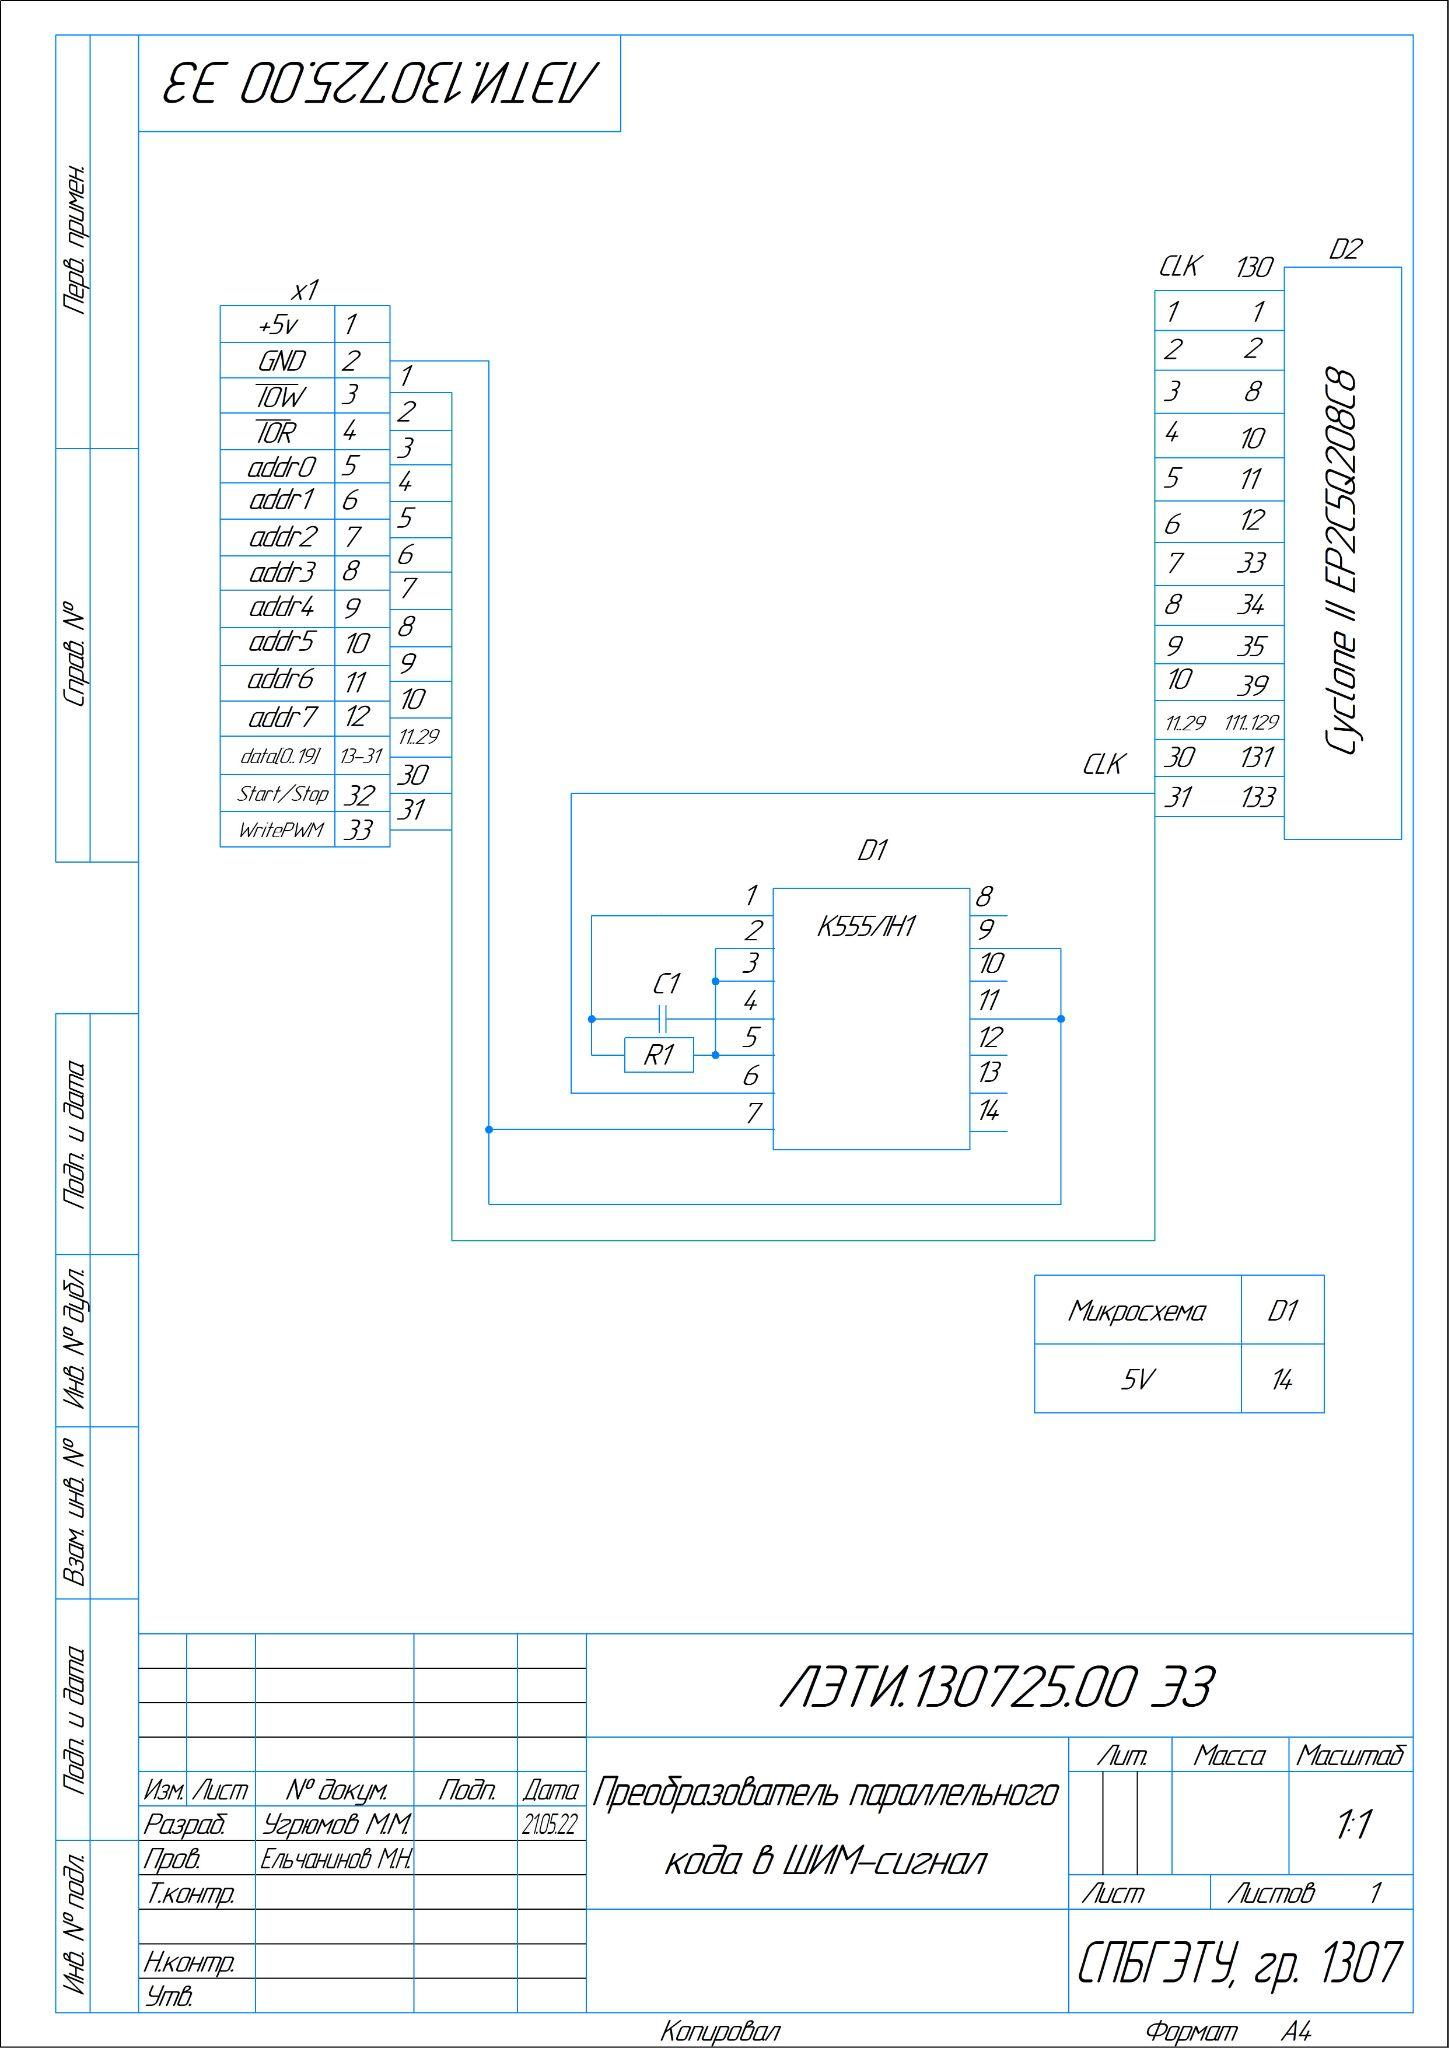 ЛЭТИ.130725.00 ЭЗ
Перв. примен.
Справ. №
Подп. и дата
Инв. № дубл.
Взам. инв. №
Подп. и дата
Инв. № подл.
x1
+5v 1
GND 2
IOW 3
IOR 4
addr0 5
addr1 6
addr2 7
addr3 8
addr4 9
addr5 10
addr6 11
addr7 12
data[0..19] 13-31
Start/Stop 32
WritePWM 33
1
2
3
4
5
6
7
8
9
10
11..29
30
31
D2
CLK 130
1 1
2 2
3 8
4 10
5 11
6 12
7 33
8 34
9 35
10 39
11..29 111..129
30 131
31 133
Cyclone II EP2C5Q208C8
CLK
D1
К555ЛН1
1
2
3
4
5
6
7
8
9
10
11
12
13
14
C1
R1
Микросхема D1
5V 14
ЛЭТИ.130725.00 ЭЗ
Изм. Лист № докум. Подп. Дата
Разраб. Угрюмов М.М. 21.05.22
Пров. Ельчанинов М.Н.
Т.контр.
Н.контр.
Утв.
Преобразователь параллельного
кода в ШИМ-сигнал
Лит. Масса Масштаб
1:1
Лист Листов 1
СПБГЭТУ, гр. 1307
Копировал Формат А4